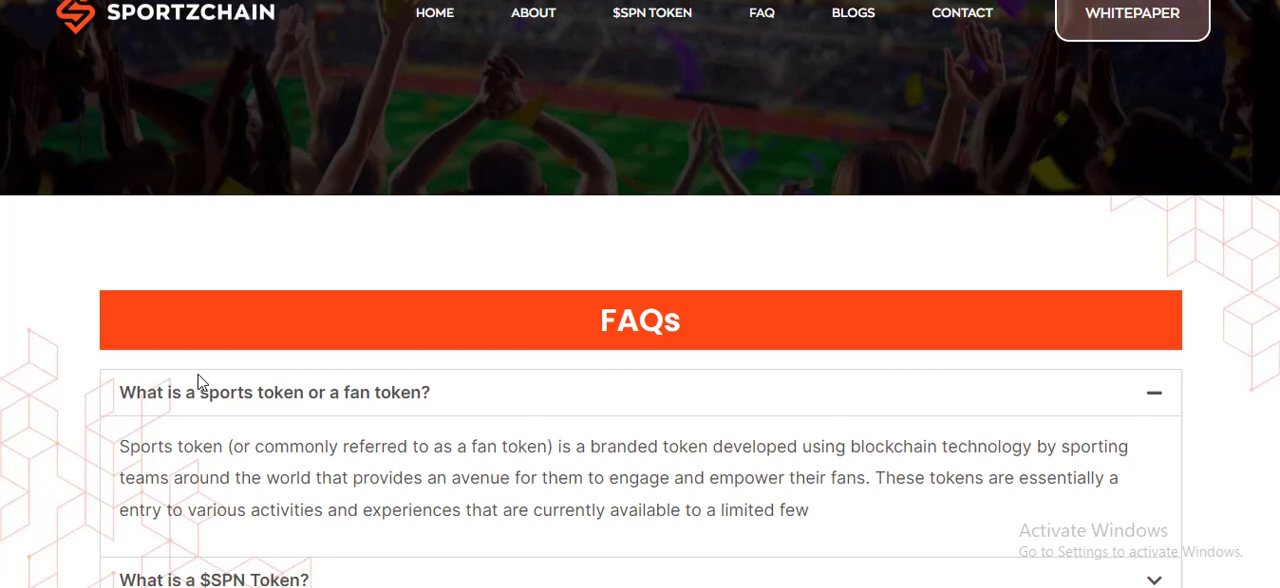 SPORTZCHAIN
HOME ABOUT $SPN TOKEN FAQ BLOGS CONTACT WHITEPAPER
FAQs
What is a sports token or a fan token?
Sports token (or commonly referred to as a fan token) is a branded token developed using blockchain technology by sporting
teams around the world that provides an avenue for them to engage and empower their fans. These tokens are essentially a
entry to various activities and experiences that are currently available to a limited few
Activate Windows
Go to Settings to activate Windows.
What is a $SPN Token?